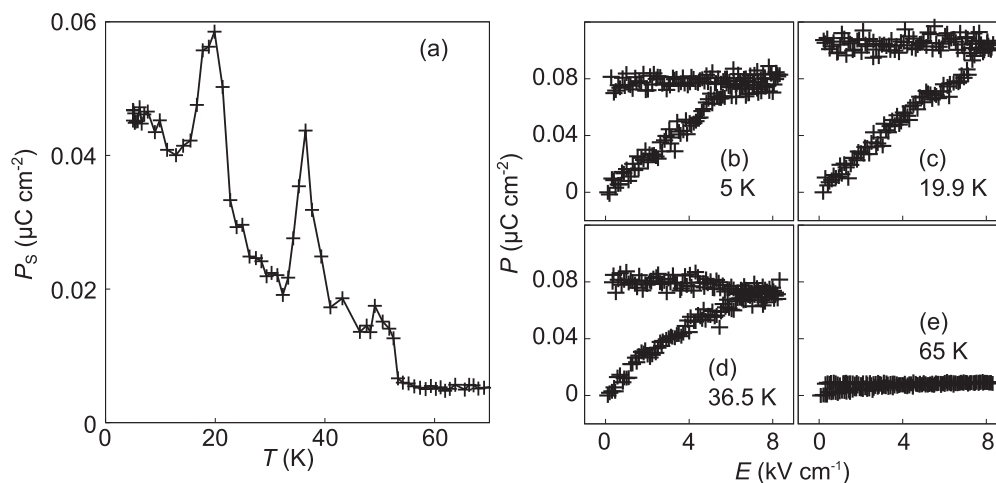 0.06
0.04
0.02
0
P_S (μC cm⁻²)
(a)
0
20
40
60
T (K)
0.08
0.04
0
0.08
0.04
0
P (μC cm⁻²)
(b)
5 K
(c)
19.9 K
(d)
36.5 K
(e)
65 K
0
4
8
0
4
8
E (kV cm⁻¹)